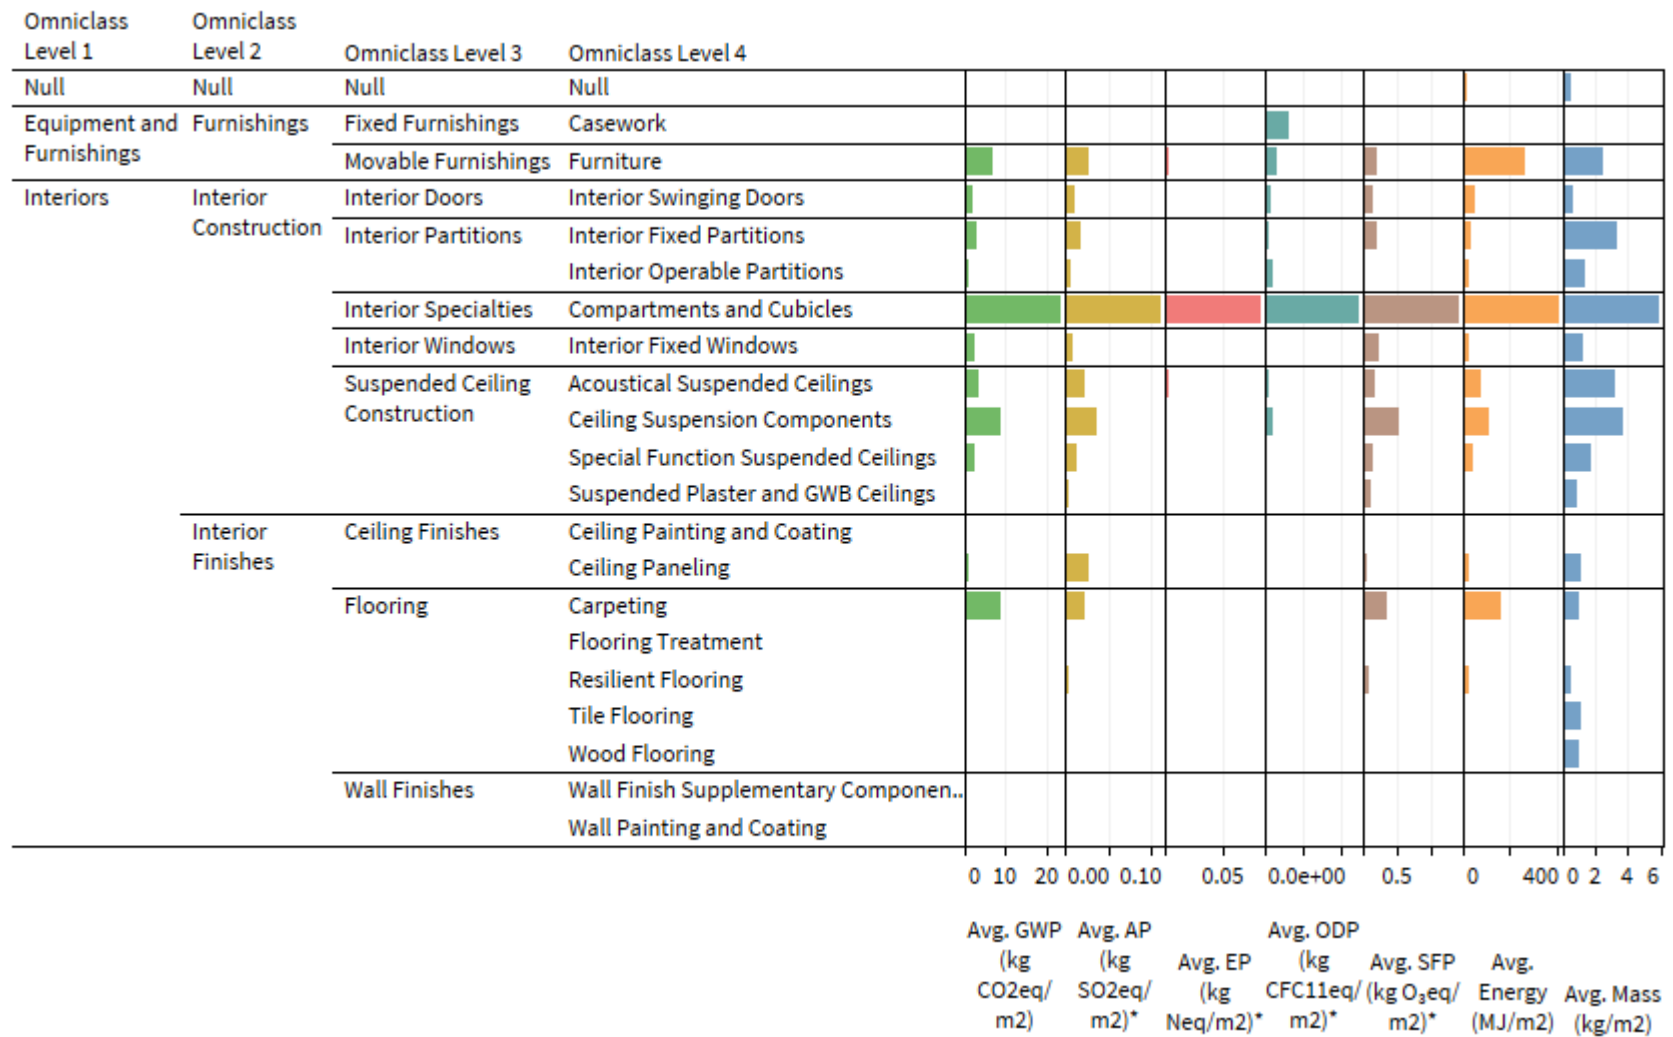 Omniclass Level 1
Omniclass Level 2
Omniclass Level 3
Omniclass Level 4
Null Null Null Null
Equipment and Furnishings
Furnishings
Fixed Furnishings
Casework
Movable Furnishings
Furniture
Interiors
Interior Construction
Interior Doors
Interior Swinging Doors
Interior Partitions
Interior Fixed Partitions
Interior Operable Partitions
Interior Specialties
Compartments and Cubicles
Interior Windows
Interior Fixed Windows
Suspended Ceiling Construction
Acoustical Suspended Ceilings
Ceiling Suspension Components
Special Function Suspended Ceilings
Suspended Plaster and GWB Ceilings
Interior Finishes
Ceiling Finishes
Ceiling Painting and Coating
Ceiling Paneling
Flooring
Carpeting
Flooring Treatment
Resilient Flooring
Tile Flooring
Wood Flooring
Wall Finishes
Wall Finish Supplementary Componen..
Wall Painting and Coating
0 10 20 0.00 0.10 0.05 0.0e+00 0.5 0 400 0 2 4 6
Avg. GWP (kg CO2eq/ m2)
Avg. AP (kg SO2eq/ m2)*
Avg. EP (kg Neq/m2)*
Avg. ODP (kg CFC11eq/ m2)*
Avg. SFP (kg O₃eq/ m2)*
Avg. Energy (MJ/m2)
Avg. Mass (kg/m2)